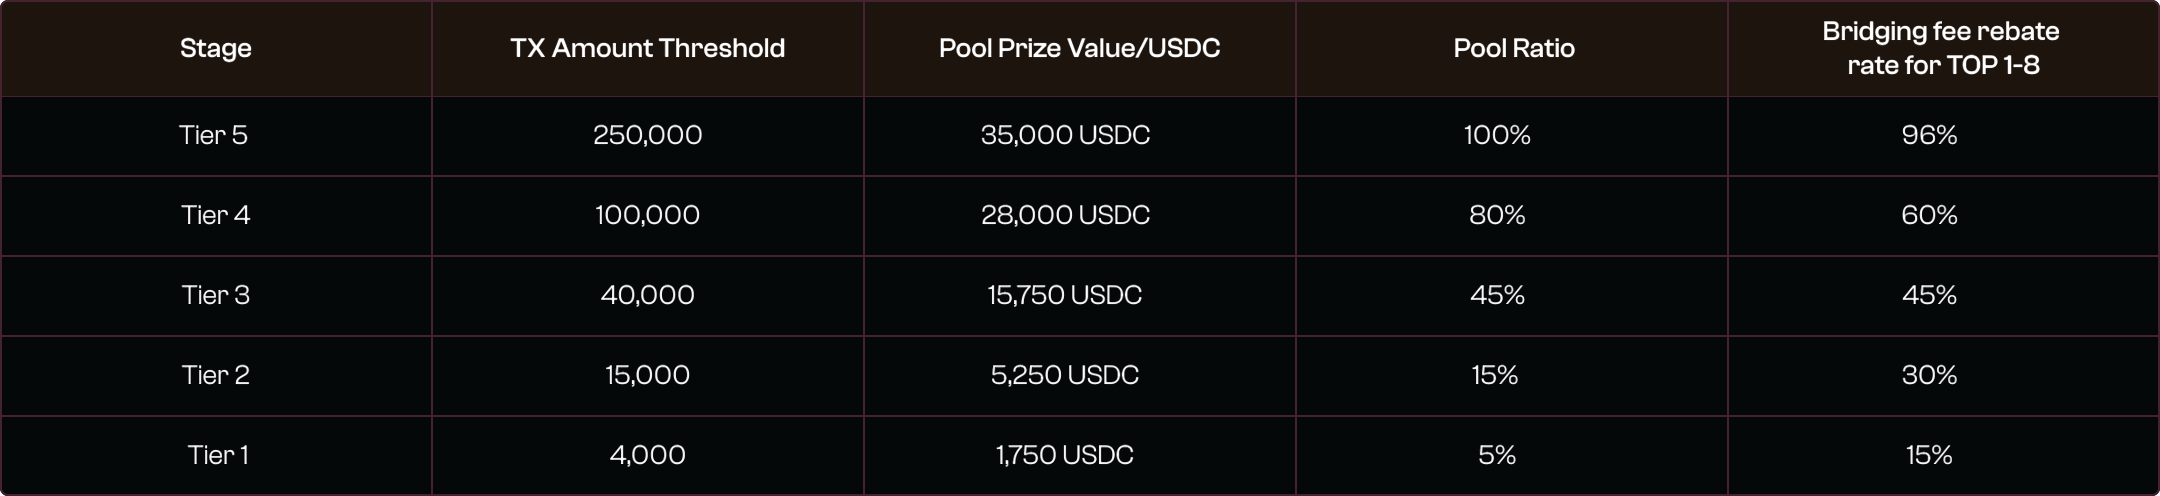 Stage TX Amount Threshold Pool Prize Value/USDC Pool Ratio Bridging fee rebate
rate for TOP 1-8
Tier 5 250,000 35,000 USDC 100% 96%
Tier 4 100,000 28,000 USDC 80% 60%
Tier 3 40,000 15,750 USDC 45% 45%
Tier 2 15,000 5,250 USDC 15% 30%
Tier 1 4,000 1,750 USDC 5% 15%